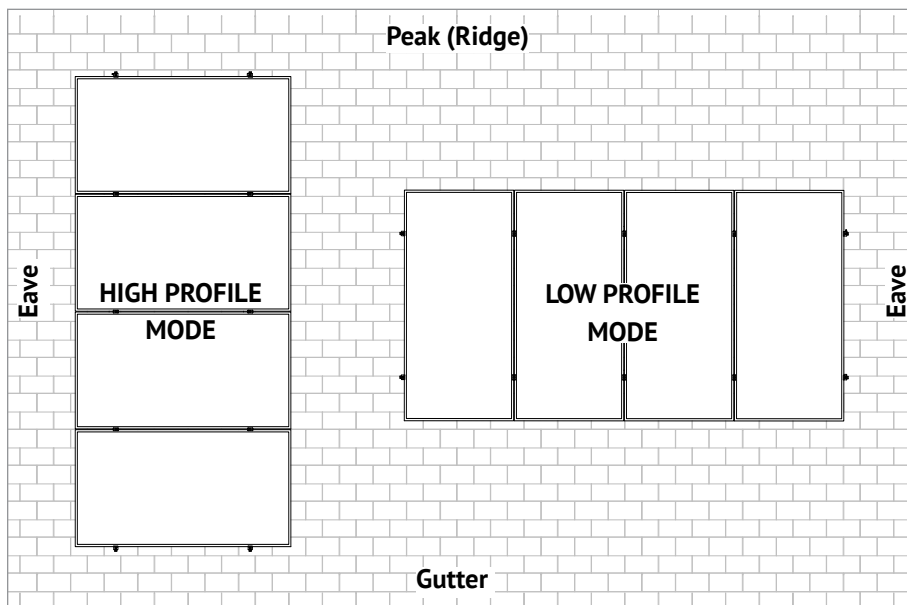 Peak (Ridge)
Eave
HIGH PROFILE
MODE
LOW PROFILE
MODE
Eave
Gutter